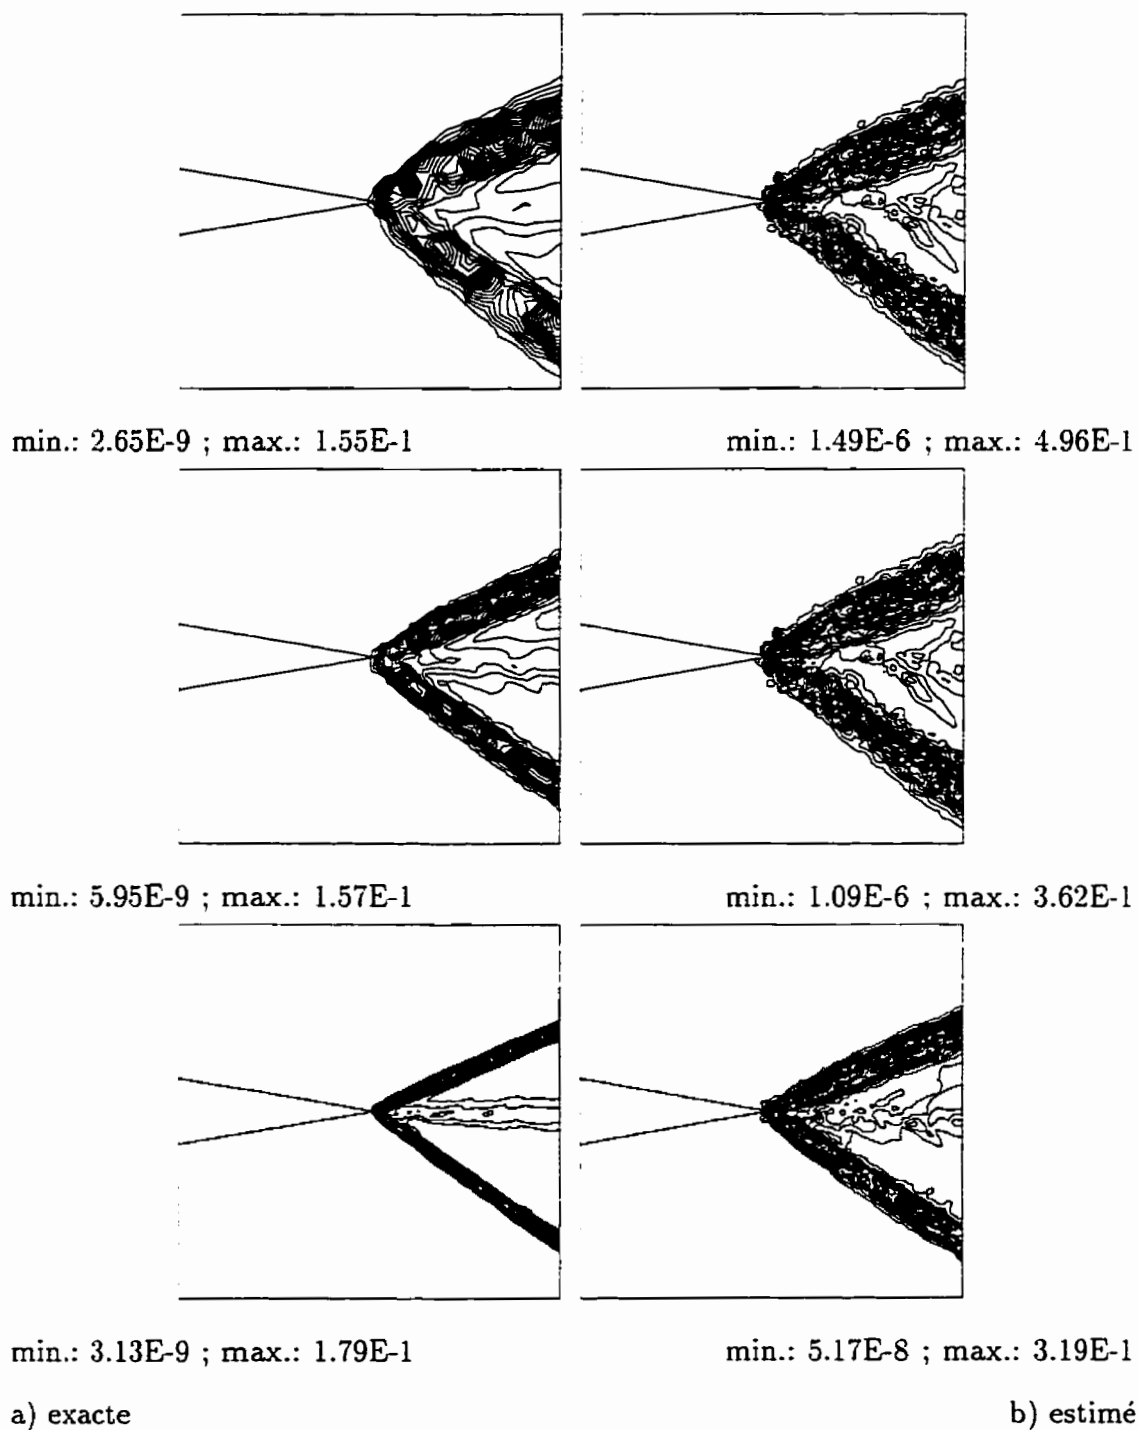 min.: 2.65E-9 ; max.: 1.55E-1
min.: 1.49E-6 ; max.: 4.96E-1
min.: 5.95E-9 ; max.: 1.57E-1
min.: 1.09E-6 ; max.: 3.62E-1
min.: 3.13E-9 ; max.: 1.79E-1
min.: 5.17E-8 ; max.: 3.19E-1
a) exacte
b) estimé